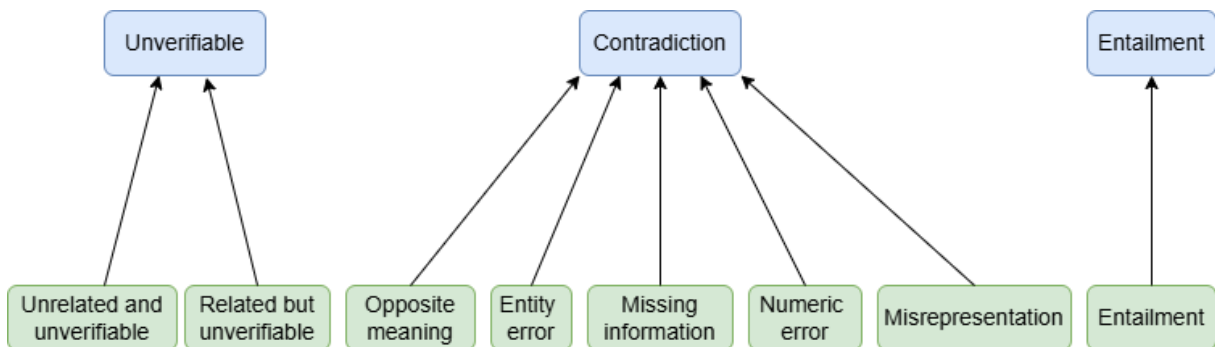 Unverifiable
Contradiction
Entailment
Unrelated and
unverifiable
Related but
unverifiable
Opposite
meaning
Entity
error
Missing
information
Numeric
error
Misrepresentation
Entailment